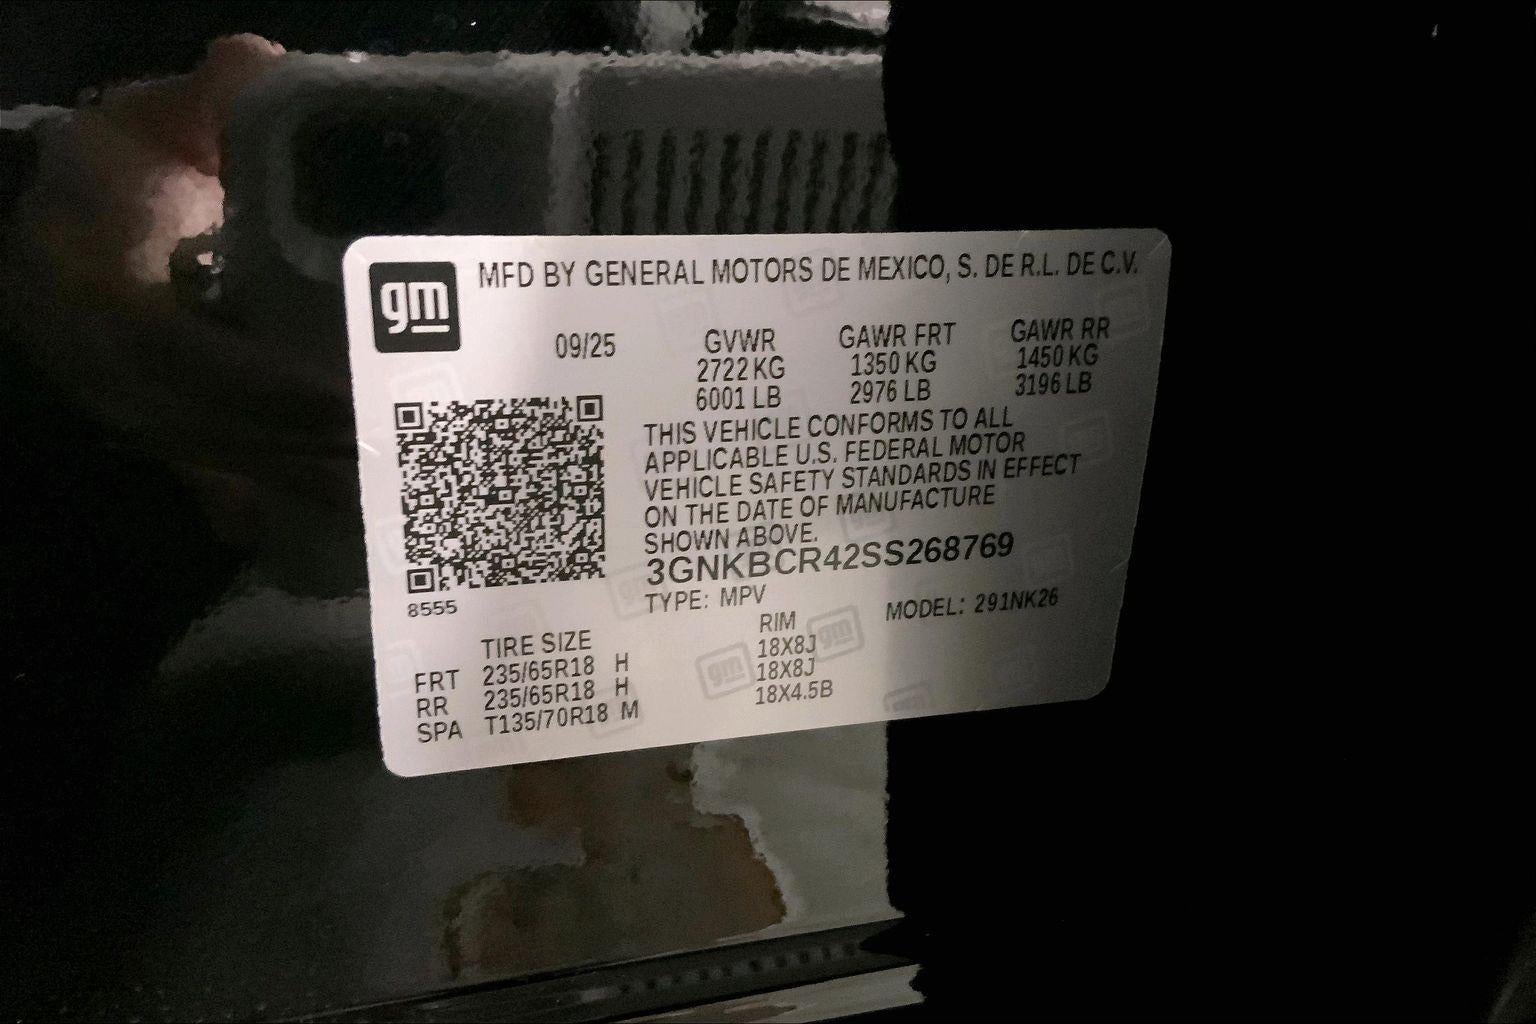 gm MFD BY GENERAL MOTORS DE MEXICO, S. DE R.L. DE C.V.
09/25 GVWR GAWR FRT GAWR RR
2722 KG 1350 KG 1450 KG
6001 LB 2976 LB 3196 LB
THIS VEHICLE CONFORMS TO ALL
APPLICABLE U.S. FEDERAL MOTOR
VEHICLE SAFETY STANDARDS IN EFFECT
ON THE DATE OF MANUFACTURE
SHOWN ABOVE.
3GNKBCR42SS268769
8555 TYPE: MPV MODEL: 291NK26
TIRE SIZE RIM
FRT 235/65R18 H 18X8J
RR 235/65R18 H 18X8J
SPA T135/70R18 M 18X4.5B